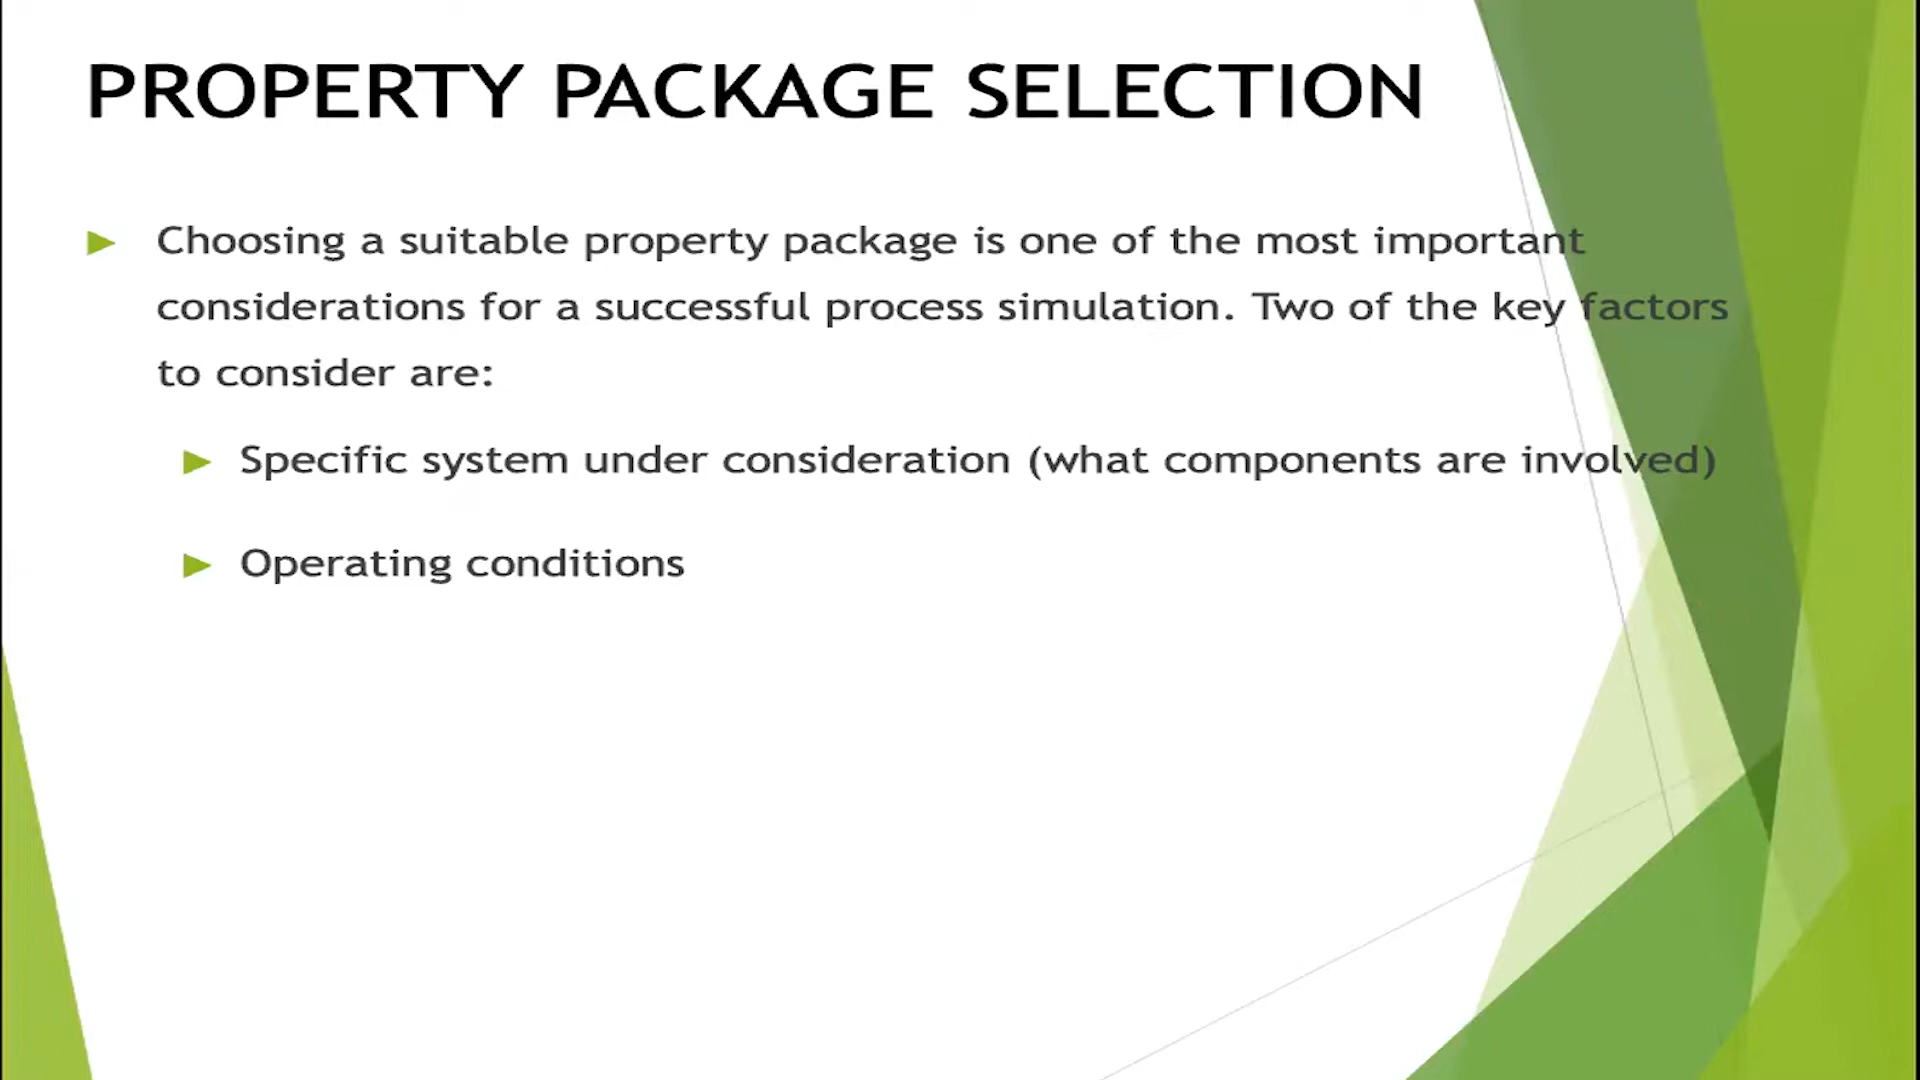 PROPERTY PACKAGE SELECTION
Choosing a suitable property package is one of the most important
considerations for a successful process simulation. Two of the key factors
to consider are:
Specific system under consideration (what components are involved)
Operating conditions